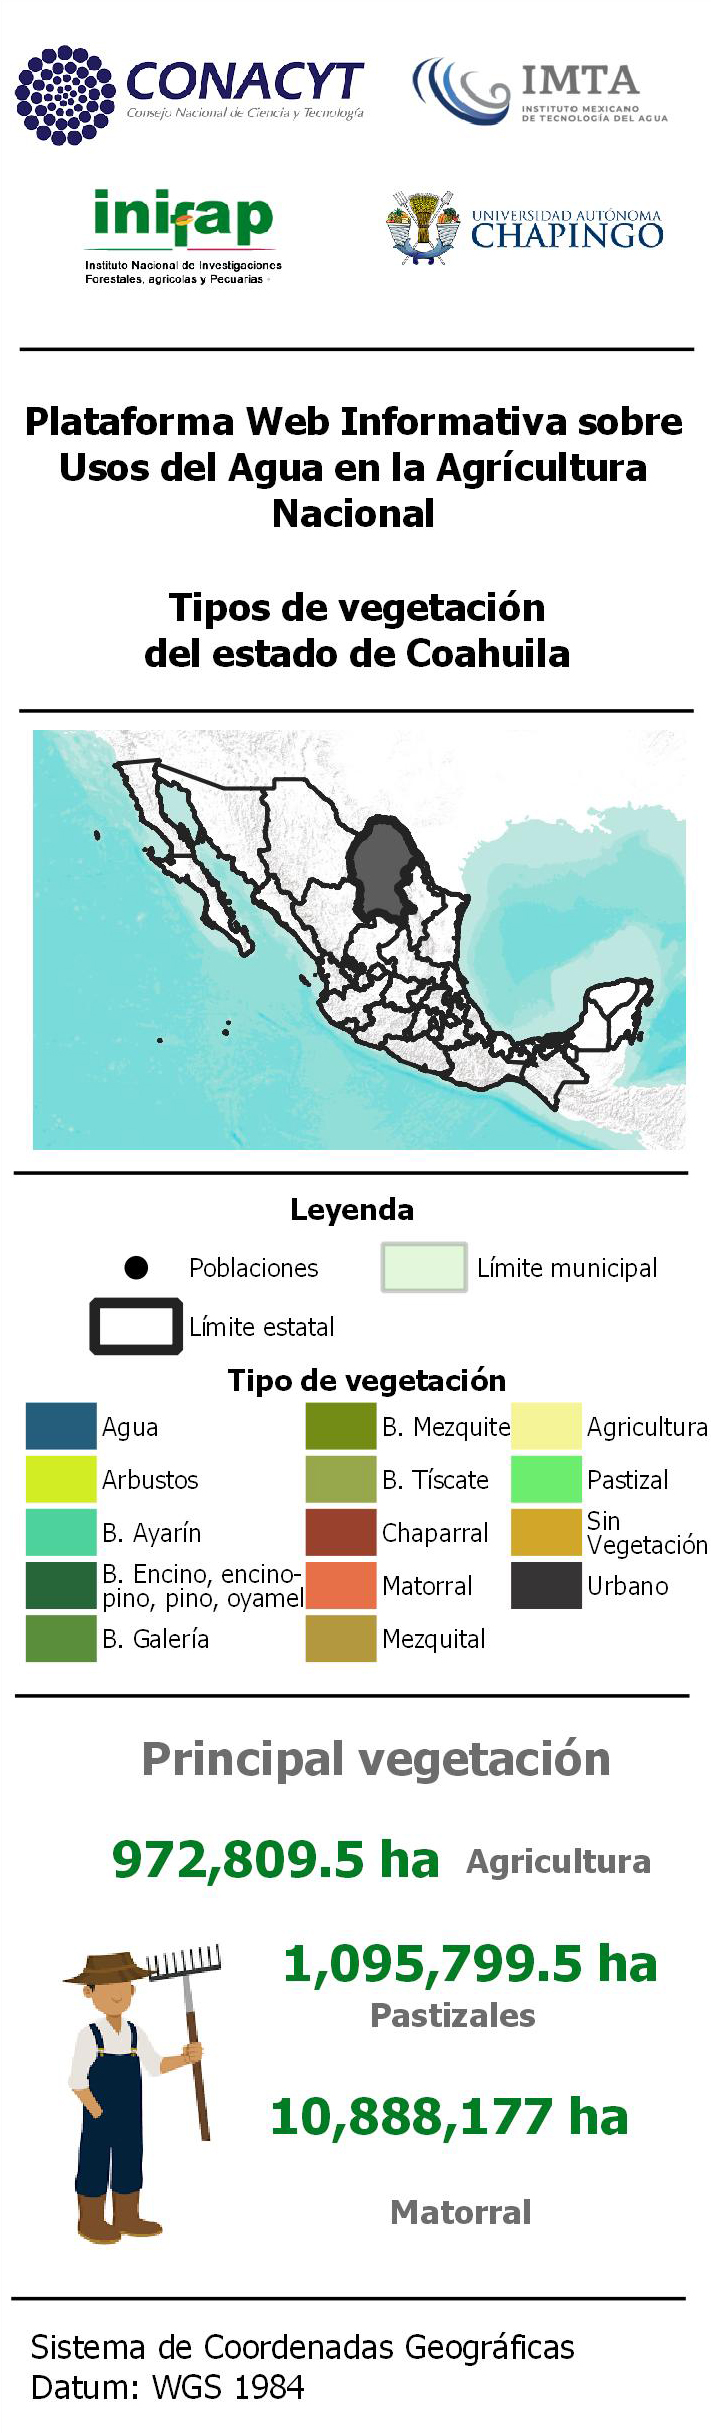 CONACYT
Consejo Nacional de Ciencia y Tecnología
IMTA
INSTITUTO MEXICANO
DE TECNOLOGÍA DEL AGUA
inifap
Instituto Nacional de Investigaciones
Forestales, agricolas y Pecuarias
UNIVERSIDAD AUTÓNOMA
CHAPINGO
Plataforma Web Informativa sobre
Usos del Agua en la Agrícultura
Nacional
Tipos de vegetación
del estado de Coahuila
Leyenda
Poblaciones
Límite municipal
Límite estatal
Tipo de vegetación
Agua
Arbustos
B. Ayarín
B. Encino, encino-
pino, pino, oyamel
B. Galería
B. Mezquite
B. Tíscate
Chaparral
Matorral
Mezquital
Agricultura
Pastizal
Sin
Vegetación
Urbano
Principal vegetación
972,809.5 ha Agricultura
1,095,799.5 ha
Pastizales
10,888,177 ha
Matorral
Sistema de Coordenadas Geográficas
Datum: WGS 1984